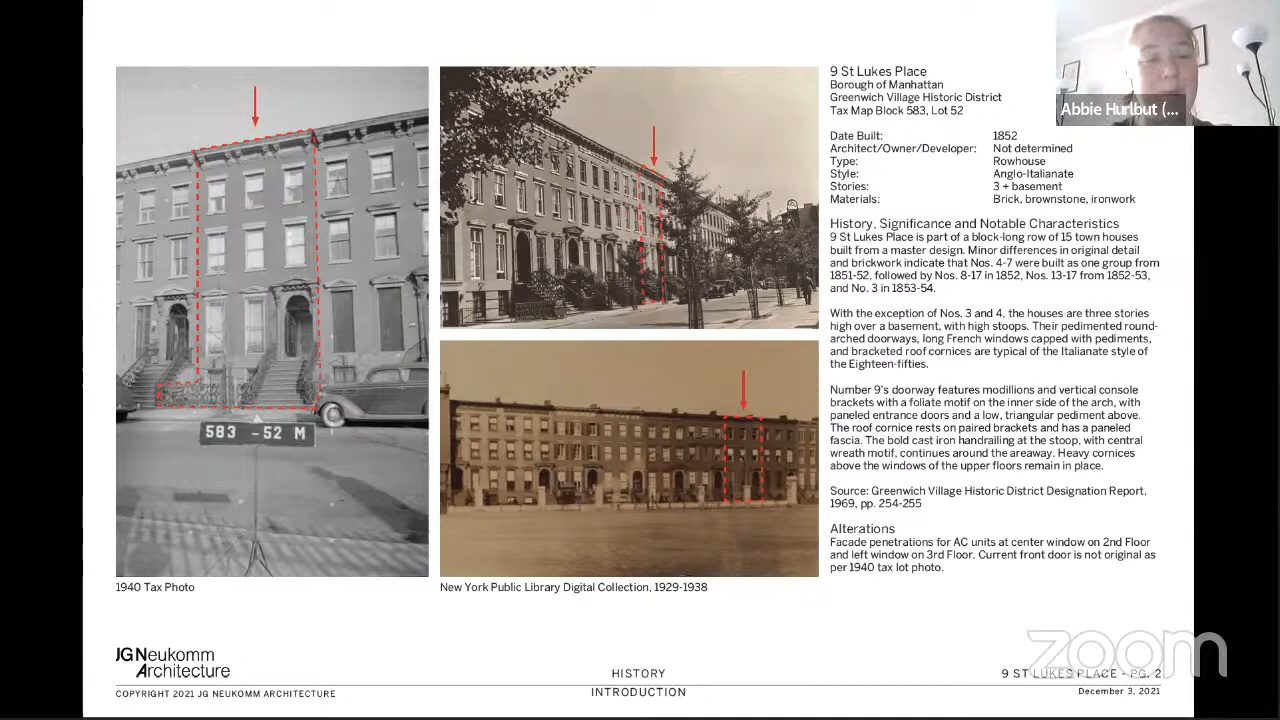 Abbie Hurlbut (...
583 -52 M
1940 Tax Photo
New York Public Library Digital Collection, 1929-1938
9 St Lukes Place
Borough of Manhattan
Greenwich Village Historic District
Tax Map Block 583, Lot 52
Date Built: 1852
Architect/Owner/Developer: Not determined
Type: Rowhouse
Style: Anglo-Italianate
Stories: 3 + basement
Materials: Brick, brownstone, ironwork
History, Significance and Notable Characteristics
9 St Lukes Place is part of a block-long row of 15 town houses
built from a master design. Minor differences in original detail
and brickwork indicate that Nos. 4-7 were built as one group from
1851-52, followed by Nos. 8-17 in 1852, Nos. 13-17 from 1852-53,
and No. 3 in 1853-54.
With the exception of Nos. 3 and 4, the houses are three stories
high over a basement, with high stoops. Their pedimented round-
arched doorways, long French windows capped with pediments,
and bracketed roof cornices are typical of the Italianate style of
the Eighteen-fifties.
Number 9's doorway features modillions and vertical console
brackets with a foliate motif on the inner side of the arch, with
paneled entrance doors and a low, triangular pediment above.
The roof cornice rests on paired brackets and has a paneled
fascia. The bold cast iron handrailing at the stoop, with central
wreath motif, continues around the areaway. Heavy cornices
above the windows of the upper floors remain in place.
Source: Greenwich Village Historic District Designation Report,
1969, pp. 254-255
Alterations
Facade penetrations for AC units at center window on 2nd Floor
and left window on 3rd Floor. Current front door is not original as
per 1940 tax lot photo.
JG Neukomm
Architecture
COPYRIGHT 2021 JG NEUKOMM ARCHITECTURE
HISTORY
INTRODUCTION
9 ST LUKES PLACE - PG. 2
December 3, 2021
zoom